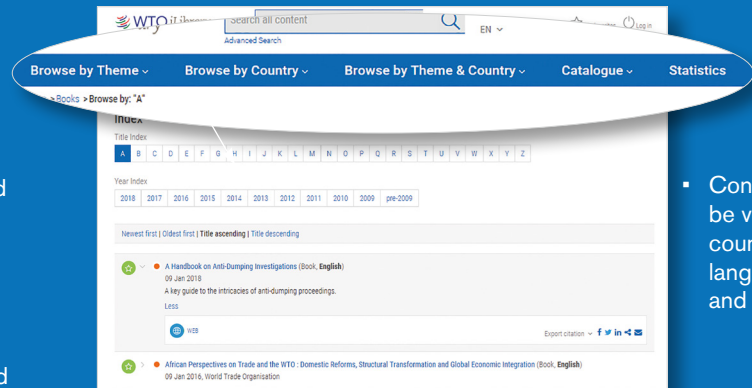 WTO iLibrary
Search all content
EN
Log in
Advanced Search
Browse by Theme
Browse by Country
Browse by Theme & Country
Catalogue
Statistics
> Books > Browse by: "A"
Index
Title Index
A B C D E F G H I J K L M N O P Q R S T U V W X Y Z
Year Index
2018 2017 2016 2015 2014 2013 2012 2011 2010 2009 pre-2009
Newest first | Oldest first | Title ascending | Title descending
A Handbook on Anti-Dumping Investigations (Book, English)
09 Jan 2018
A key guide to the intricacies of anti-dumping proceedings.
Less
WEB
Export citation
African Perspectives on Trade and the WTO : Domestic Reforms, Structural Transformation and Global Economic Integration (Book, English)
09 Jan 2016, World Trade Organisation
▪ Con
be v
coun
lang
and
d
d